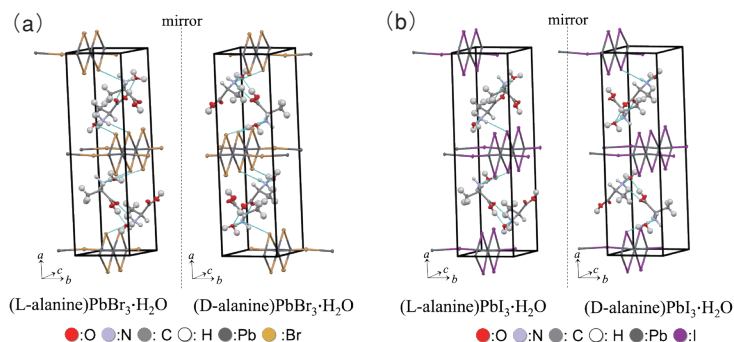 (a)
mirror
a
c
b
a
c
b
(L-alanine)PbBr₃·H₂O
(D-alanine)PbBr₃·H₂O
:O :N :C :H :Pb :Br
(b)
mirror
a
c
b
a
c
b
(L-alanine)PbI₃·H₂O
(D-alanine)PbI₃·H₂O
:O :N :C :H :Pb :I